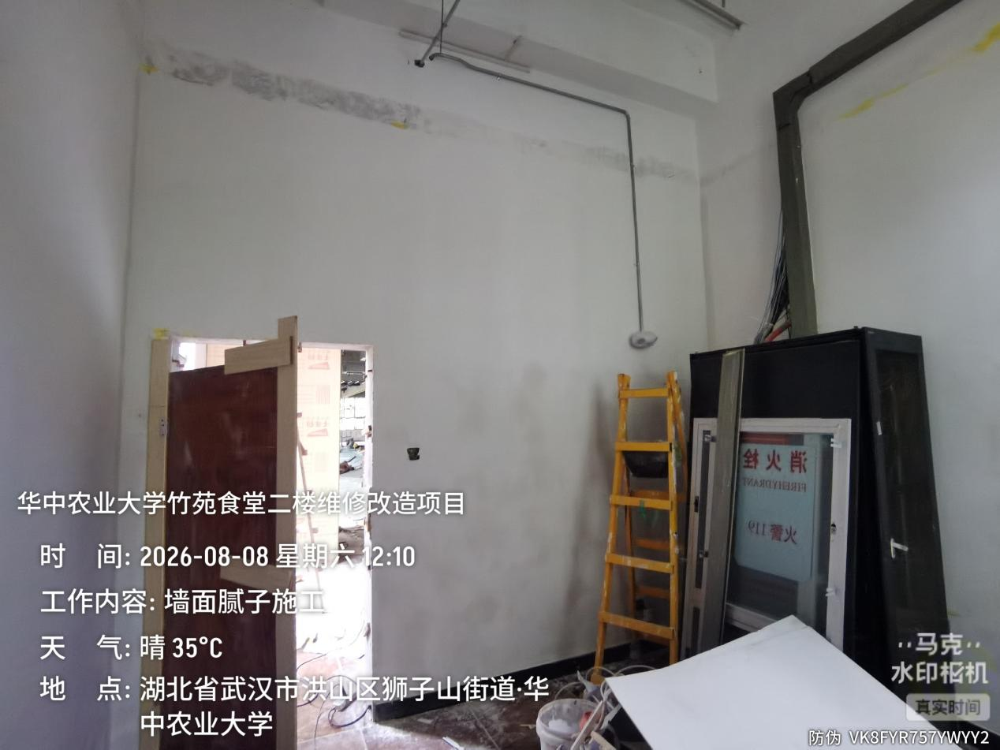 消火栓
FIREHYDRANT
火警119
华中农业大学竹苑食堂二楼维修改造项目
时 间: 2026-08-08 星期六 12:10
工作内容: 墙面腻子施工
天 气: 晴 35°C
地 点: 湖北省武汉市洪山区狮子山街道·华
中农业大学
马克
水印相机
真实时间
防伪 VK8FYR757YWYY2